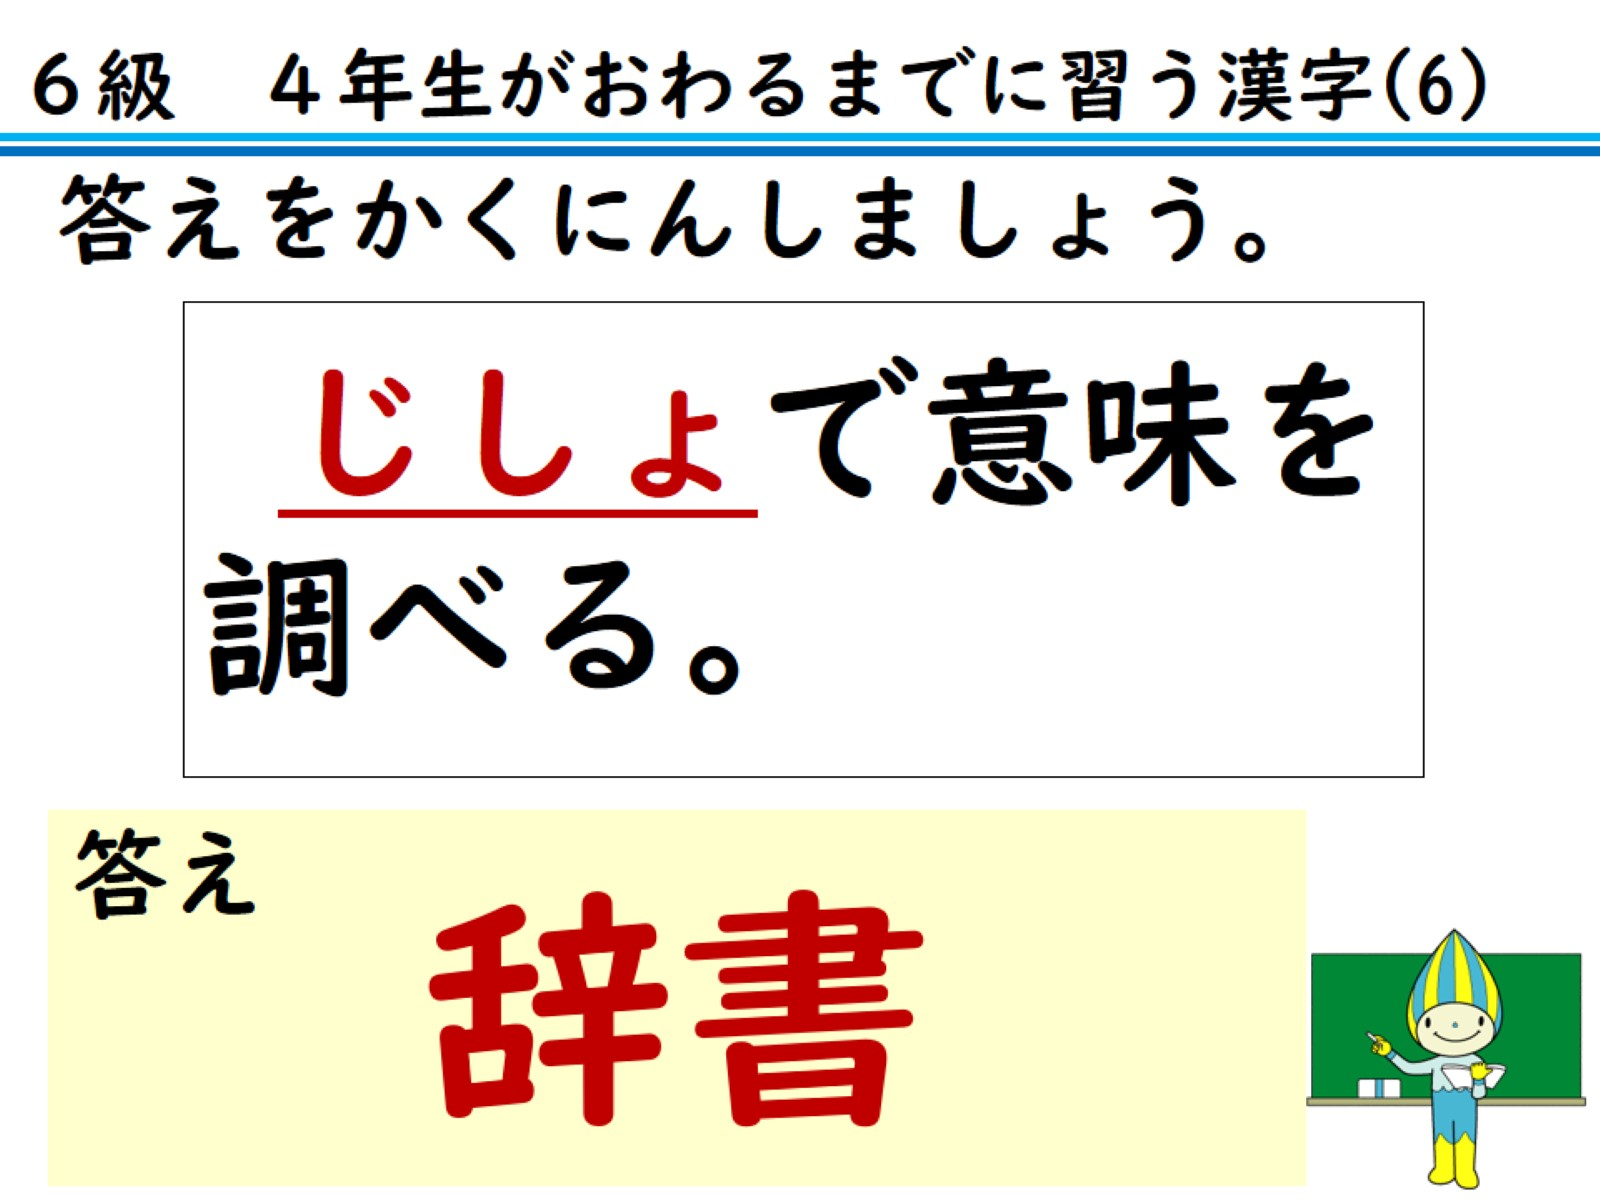 ６級　４年生がおわるまでに習う漢字(6)
答えをかくにんしましょう。
じしょで意味を
調べる。
答え
辞書